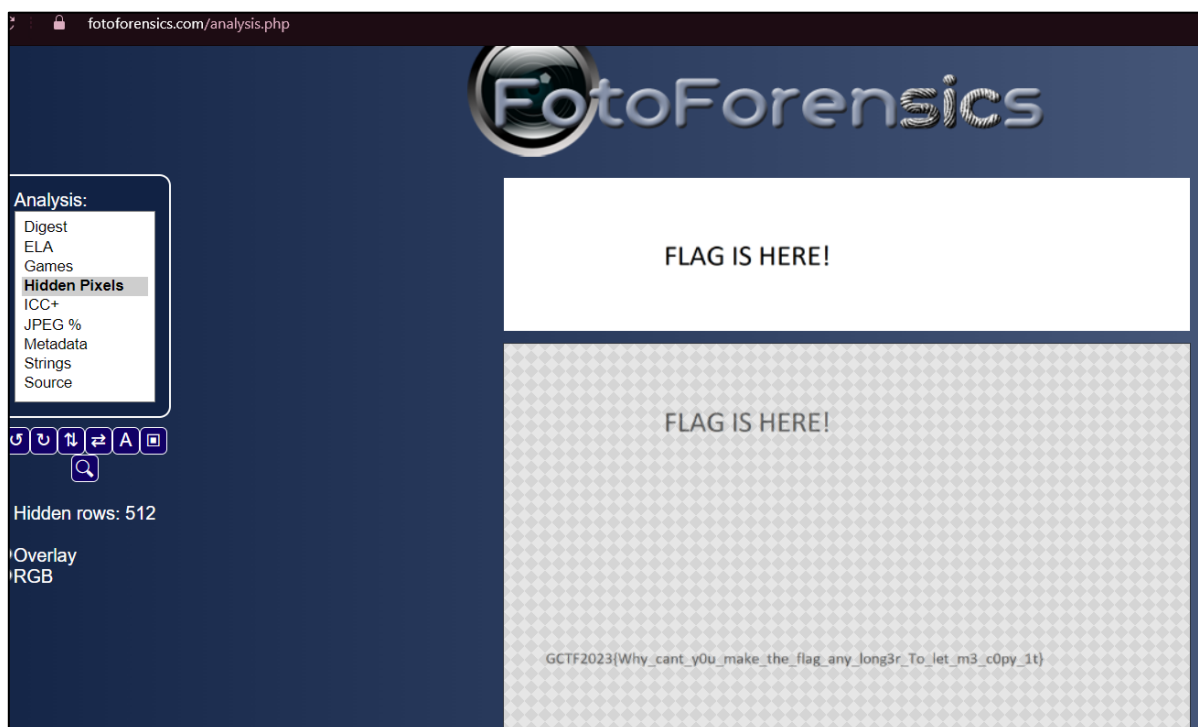 fotoforensics.com/analysis.php
FotoForensics
Analysis:
Digest
ELA
Games
Hidden Pixels
ICC+
JPEG %
Metadata
Strings
Source
A
Hidden rows: 512
Overlay
RGB
FLAG IS HERE!
FLAG IS HERE!
GCTF2023{Why_cant_y0u_make_the_flag_any_long3r_To_let_m3_c0py_1t}